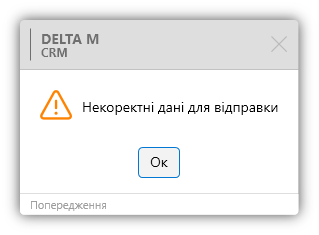 DELTA M
CRM
Некоректні дані для відправки
Ок
Попередження